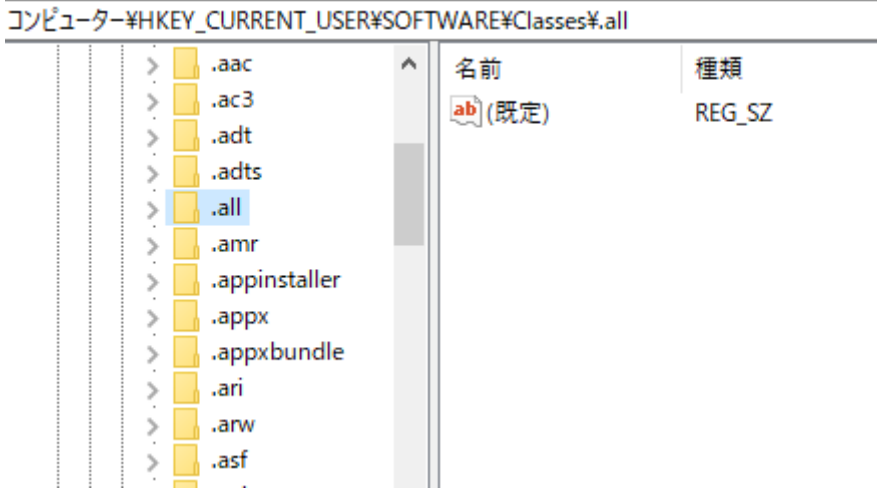 コンピューター¥HKEY_CURRENT_USER¥SOFTWARE¥Classes¥.all
.aac
.ac3
.adt
.adts
.all
.amr
.appinstaller
.appx
.appxbundle
.ari
.arw
.asf
名前 種類
ab (既定) REG_SZ